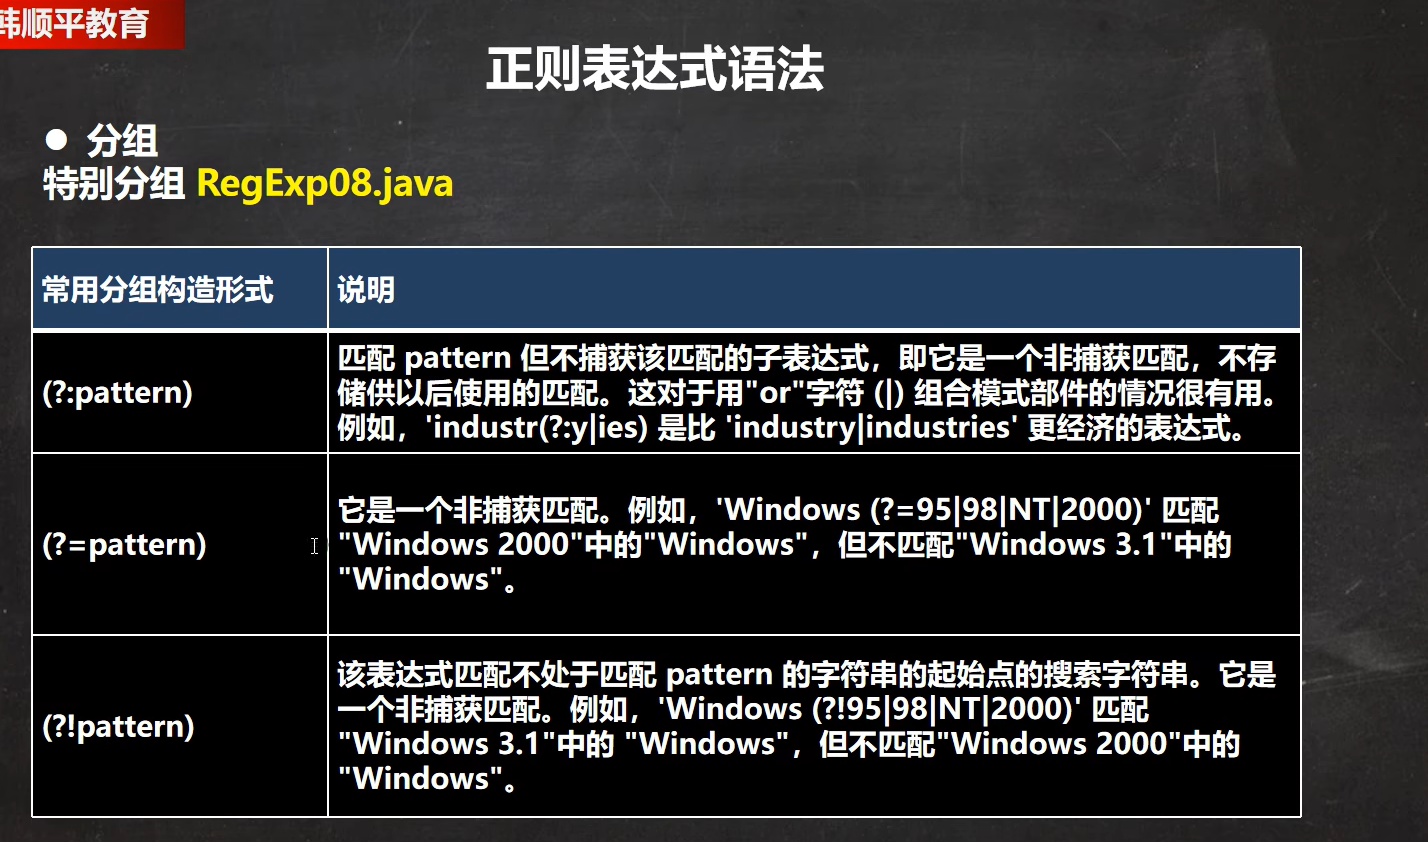 韩顺平教育
正则表达式语法
● 分组
特别分组 RegExp08.java
常用分组构造形式
说明
(?:pattern)
匹配 pattern 但不捕获该匹配的子表达式，即它是一个非捕获匹配，不存
储供以后使用的匹配。这对于用"or"字符 (|) 组合模式部件的情况很有用。
例如，'industr(?:y|ies) 是比 'industry|industries' 更经济的表达式。
(?=pattern)
它是一个非捕获匹配。例如，'Windows (?=95|98|NT|2000)' 匹配
"Windows 2000"中的"Windows"，但不匹配"Windows 3.1"中的
"Windows"。
(?!pattern)
该表达式匹配不处于匹配 pattern 的字符串的起始点的搜索字符串。它是
一个非捕获匹配。例如，'Windows (?!95|98|NT|2000)' 匹配
"Windows 3.1"中的 "Windows"，但不匹配"Windows 2000"中的
"Windows"。